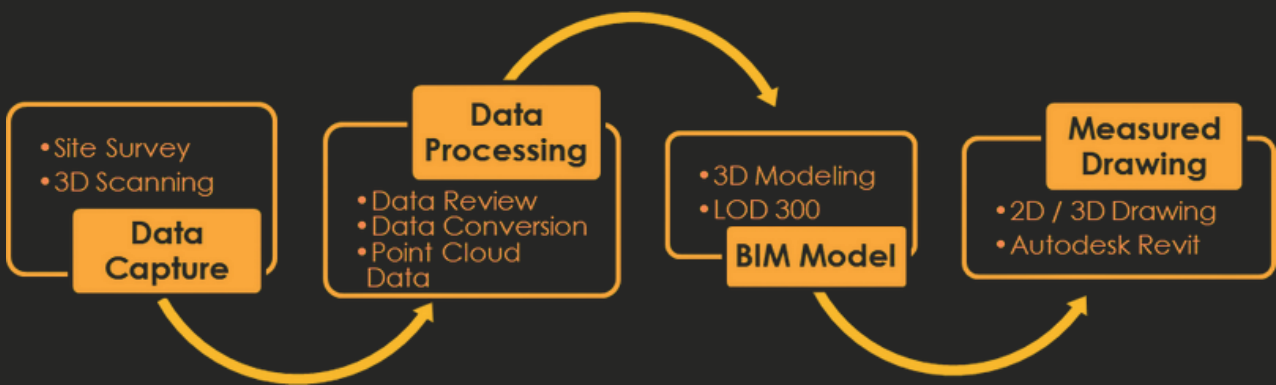 • Site Survey
• 3D Scanning
Data
Capture
Data
Processing
• Data Review
• Data Conversion
• Point Cloud
Data
• 3D Modeling
• LOD 300
BIM Model
Measured
Drawing
• 2D / 3D Drawing
• Autodesk Revit